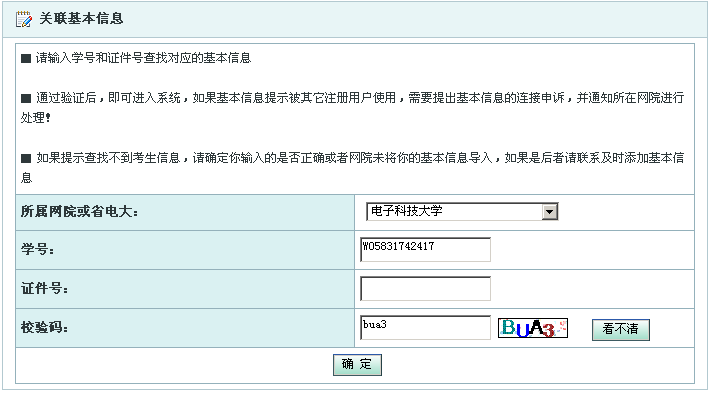 关联基本信息
■ 请输入学号和证件号查找对应的基本信息
■ 通过验证后，即可进入系统，如果基本信息提示被其它注册用户使用，需要提出基本信息的连接申诉，并通知所在网院进行
处理！
■ 如果提示查找不到考生信息，请确定你输入的是否正确或者网院未将你的基本信息导入，如果是后者请联系及时添加基本信
息
所属网院或省电大： 电子科技大学
学号： W05831742417
证件号：
校验码： bua3 BUA3 看不清
确 定